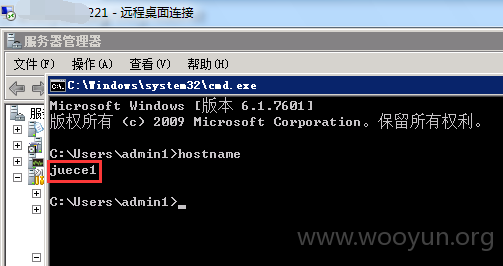 221 - 远程桌面连接
服务器管理器
文件(F) 操作(A) 查看(V) 帮助(H)
C:\Windows\system32\cmd.exe
服务
Microsoft Windows [版本 6.1.7601]
版权所有 (c) 2009 Microsoft Corporation。保留所有权利。
C:\Users\admin1>hostname
juece1
C:\Users\admin1>_
www.wooyun.org